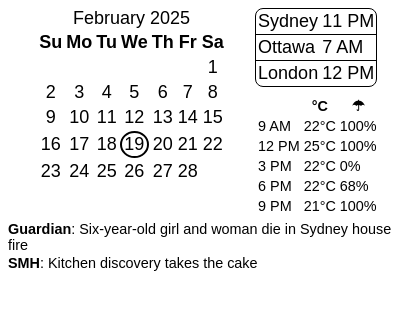 February 2025
Su Mo Tu We Th Fr Sa
1
2 3 4 5 6 7 8
9 10 11 12 13 14 15
16 17 18 19 20 21 22
23 24 25 26 27 28
Sydney 11 PM
Ottawa 7 AM
London 12 PM
°C ☂
9 AM 22°C 100%
12 PM 25°C 100%
3 PM 22°C 0%
6 PM 22°C 68%
9 PM 21°C 100%
Guardian: Six-year-old girl and woman die in Sydney house
fire
SMH: Kitchen discovery takes the cake